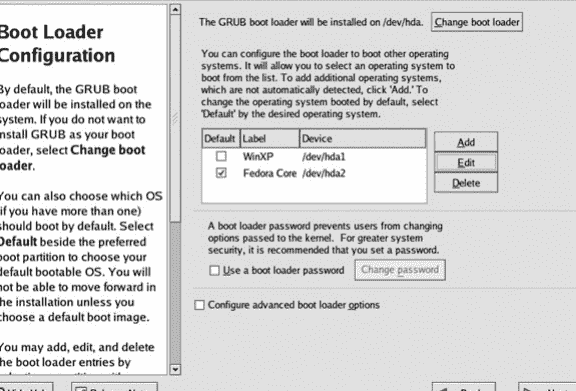 Boot Loader
Configuration
By default, the GRUB boot
oader will be installed on the
system. If you do not want to
nstall GRUB as your boot
oader, select Change boot
oader.
You can also choose which OS
if you have more than one)
should boot by default. Select
Default beside the preferred
boot partition to choose your
default bootable OS. You will
not be able to move forward in
he installation unless you
choose a default boot image.
You may add, edit, and delete
he boot loader entries by
The GRUB boot loader will be installed on /dev/hda.
Change boot loader
You can configure the boot loader to boot other operating
systems. It will allow you to select an operating system to
boot from the list. To add additional operating systems,
which are not automatically detected, click 'Add.' To
change the operating system booted by default, select
'Default' by the desired operating system.
Default Label Device
WinXP /dev/hda1
Fedora Core /dev/hda2
Add
Edit
Delete
A boot loader password prevents users from changing
options passed to the kernel. For greater system
security, it is recommended that you set a password.
Use a boot loader password
Change password
Configure advanced boot loader options